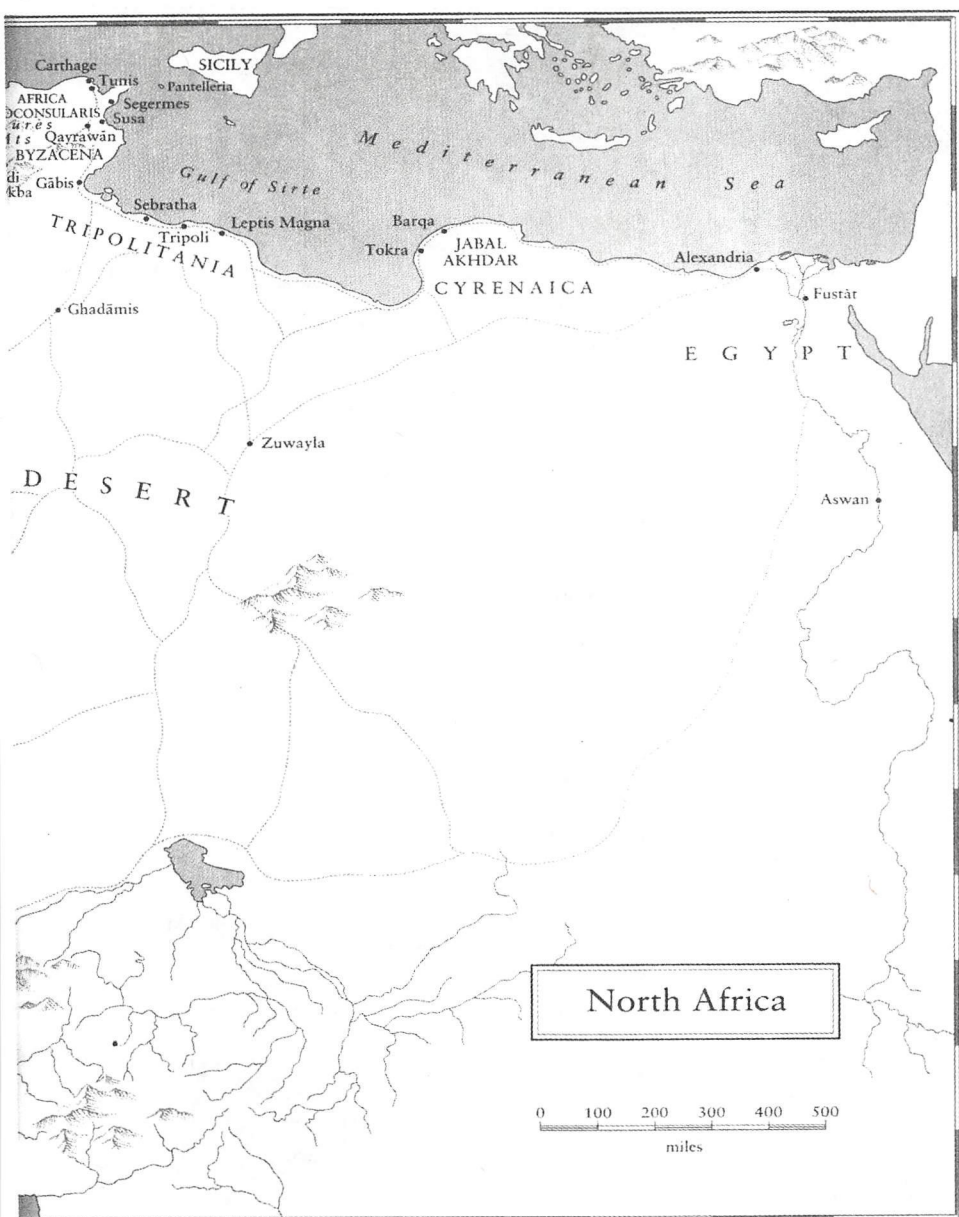 Carthage
Tunis
SICILY
Pantelleria
AFRICA
OCONSULARIS
Segermes
Susa
Qayrawān
BYZACENA
Gābis
Mediterranean Sea
Gulf of Sirte
Sebratha
Tripoli
Leptis Magna
TRIPOLITANIA
Barqa
Tokra
JABAL
AKHDAR
CYRENAICA
Alexandria
Fustāt
EGYPT
Ghadāmis
Zuwayla
DESERT
Aswan
North Africa
0 100 200 300 400 500
miles